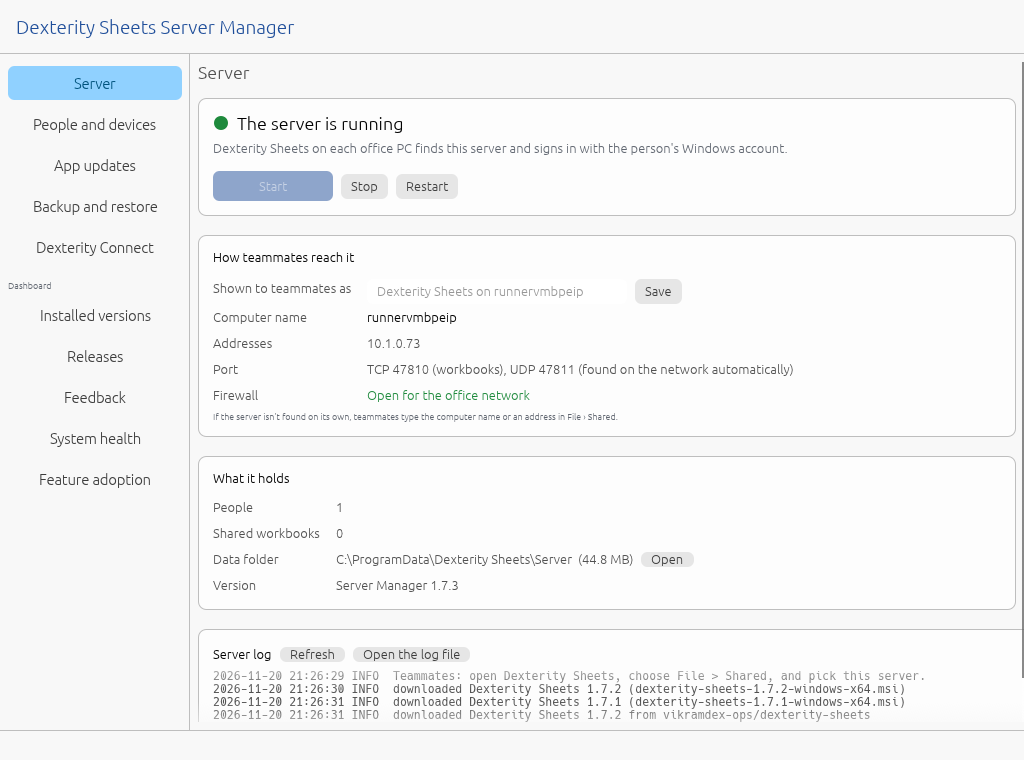 Dexterity Sheets Server Manager
Server
People and devices
App updates
Backup and restore
Dexterity Connect
Dashboard
Installed versions
Releases
Feedback
System health
Feature adoption
Server
The server is running
Dexterity Sheets on each office PC finds this server and signs in with the person's Windows account.
Start Stop Restart
How teammates reach it
Shown to teammates as Dexterity Sheets on runnervmbpeip Save
Computer name runnervmbpeip
Addresses 10.1.0.73
Port TCP 47810 (workbooks), UDP 47811 (found on the network automatically)
Firewall Open for the office network
If the server isn't found on its own, teammates type the computer name or an address in File › Shared.
What it holds
People 1
Shared workbooks 0
Data folder C:\ProgramData\Dexterity Sheets\Server (44.8 MB) Open
Version Server Manager 1.7.3
Server log Refresh Open the log file
2026-11-20 21:26:29 INFO Teammates: open Dexterity Sheets, choose File > Shared, and pick this server.
2026-11-20 21:26:30 INFO downloaded Dexterity Sheets 1.7.2 (dexterity-sheets-1.7.2-windows-x64.msi)
2026-11-20 21:26:31 INFO downloaded Dexterity Sheets 1.7.1 (dexterity-sheets-1.7.1-windows-x64.msi)
2026-11-20 21:26:31 INFO downloaded Dexterity Sheets 1.7.2 from vikramdex-ops/dexterity-sheets